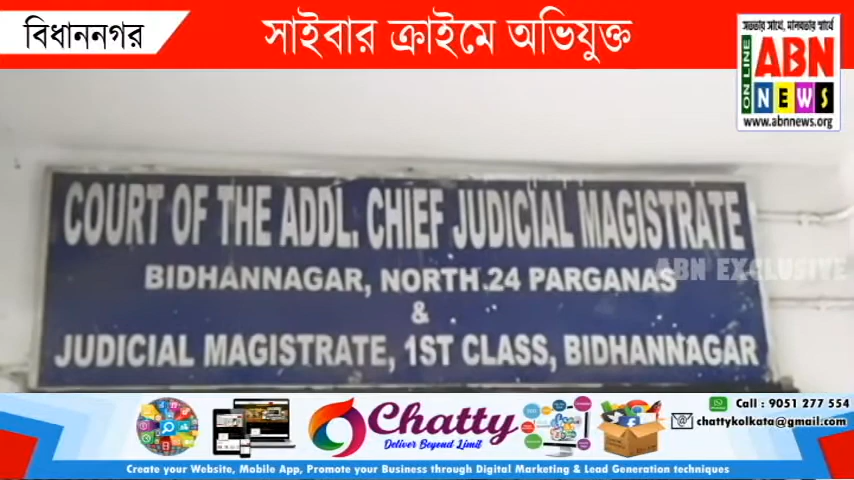 বিধাননগর
সাইবার ক্রাইমে অভিযুক্ত
সততার সাথে, মানবতার স্বার্থে
ON LINE
ABN
NEWS
www.abnnews.org
COURT OF THE ADDL. CHIEF JUDICIAL MAGISTRATE
BIDHANNAGAR, NORTH 24 PARGANAS
&
JUDICIAL MAGISTRATE, 1ST CLASS, BIDHANNAGAR
ABN EXCLUSIVE
Chatty
Deliver Beyond Limit
Call : 9051 277 554
chattykolkata@gmail.com
Create your Website, Mobile App, Promote your Business through Digital Marketing & Lead Generation techniques